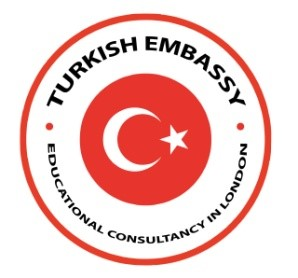 TURKISH EMBASSY
EDUCATIONAL CONSULTANCY IN LONDON